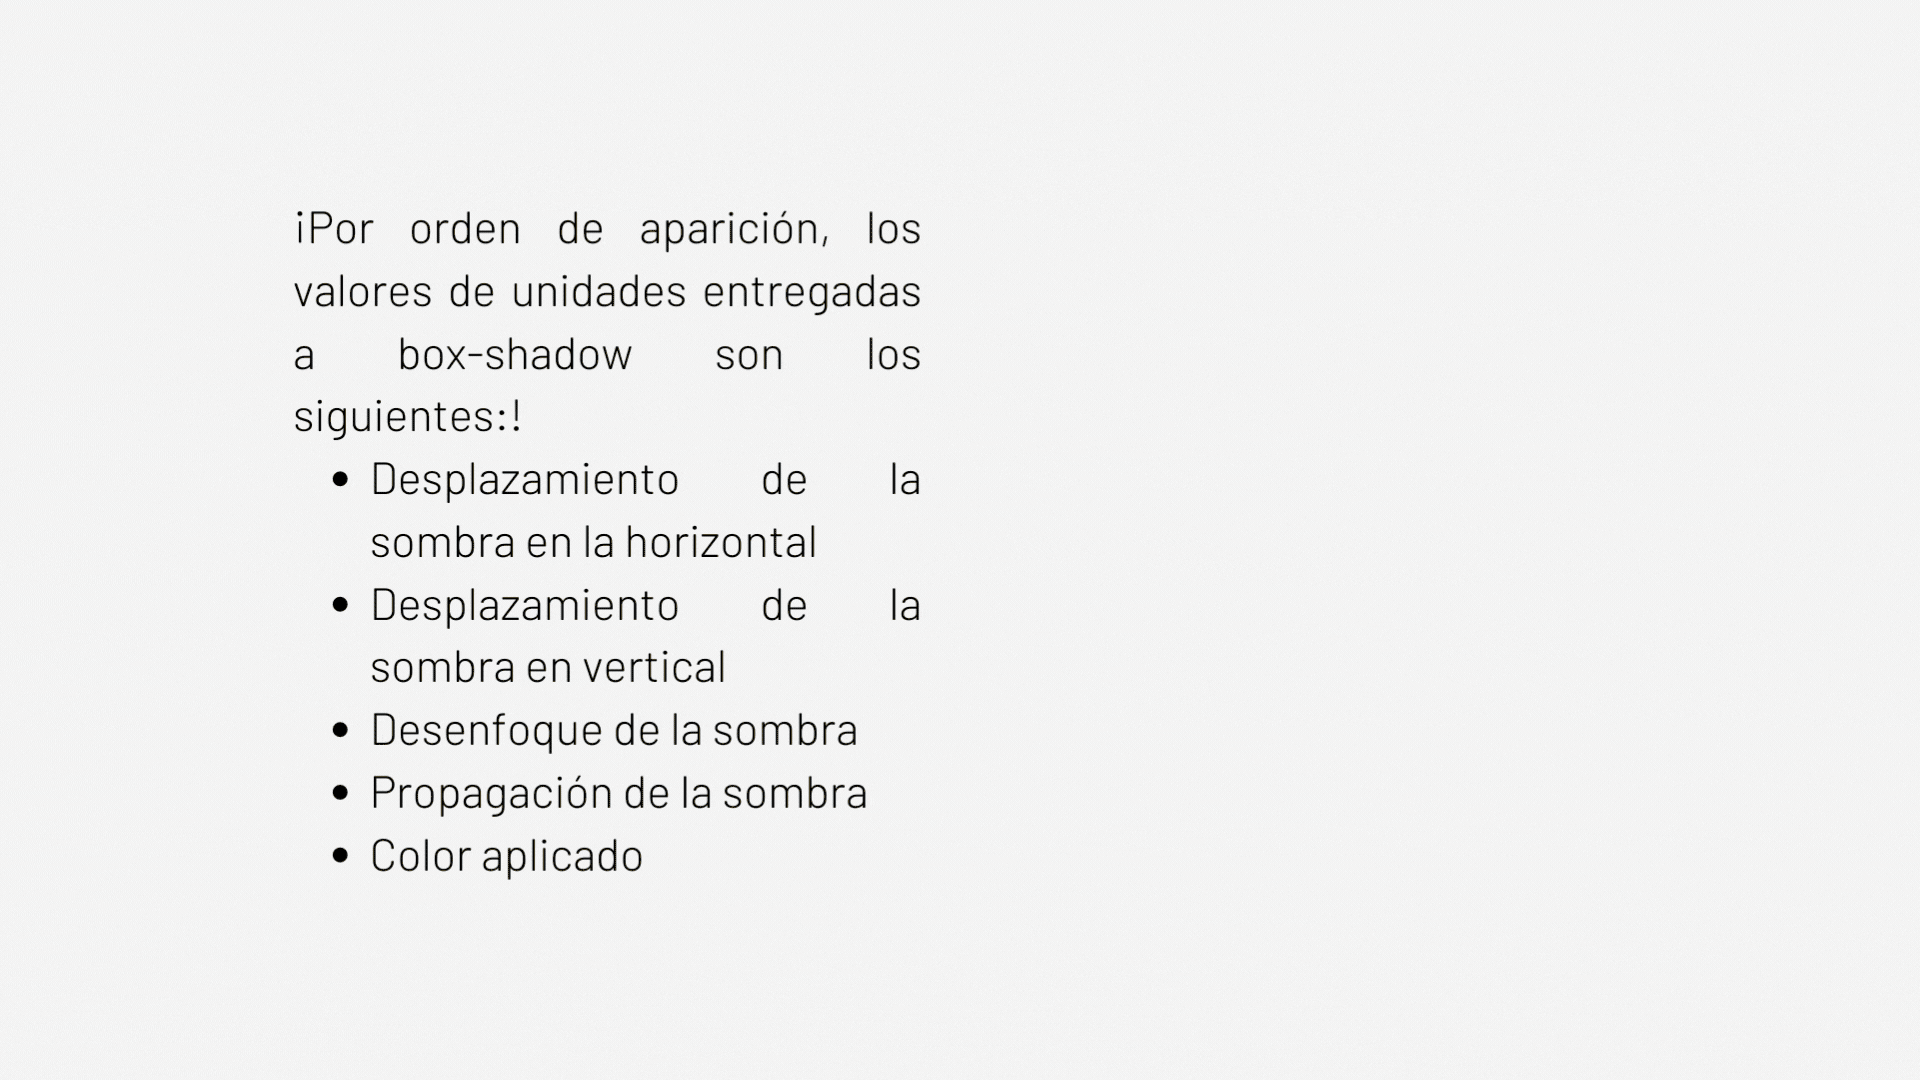 ¡Por orden de aparición, los
valores de unidades entregadas
a box-shadow son los
siguientes:!
• Desplazamiento de la
sombra en la horizontal
• Desplazamiento de la
sombra en vertical
• Desenfoque de la sombra
• Propagación de la sombra
• Color aplicado